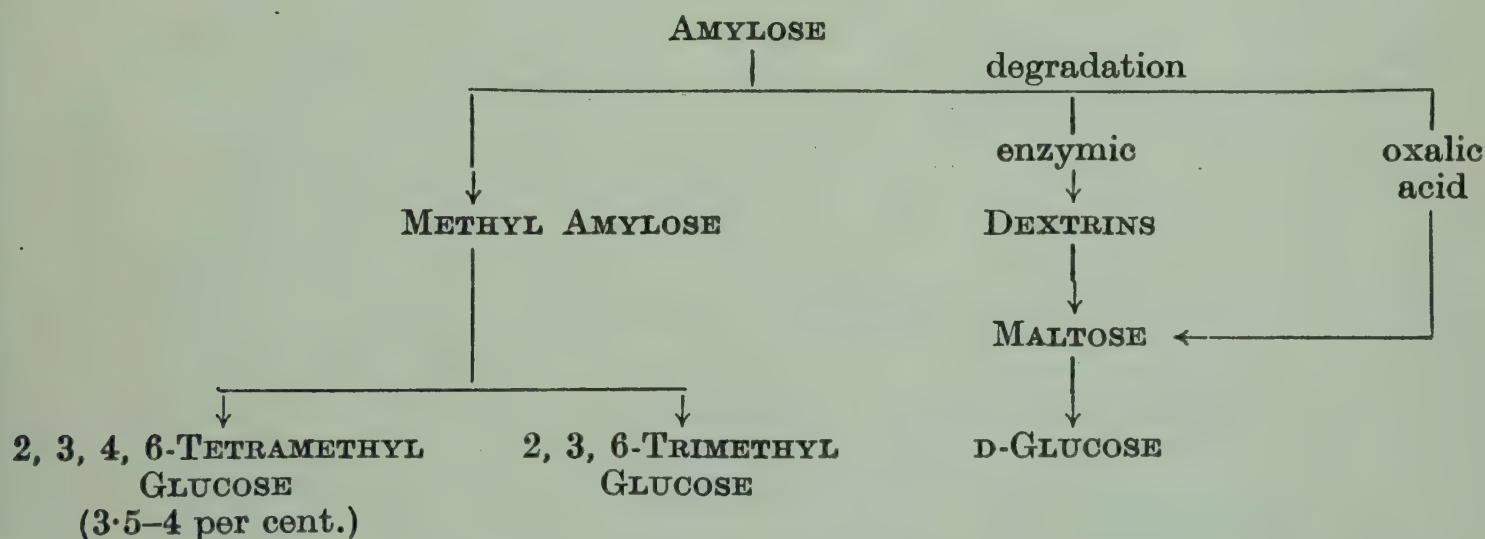 AMYLOSE
degradation
enzymic
oxalic
acid
METHYL AMYLOSE
DEXTRINS
MALTOSE
2, 3, 4, 6-TETRAMETHYL
GLUCOSE
(3·5–4 per cent.)
2, 3, 6-TRIMETHYL
GLUCOSE
D-GLUCOSE